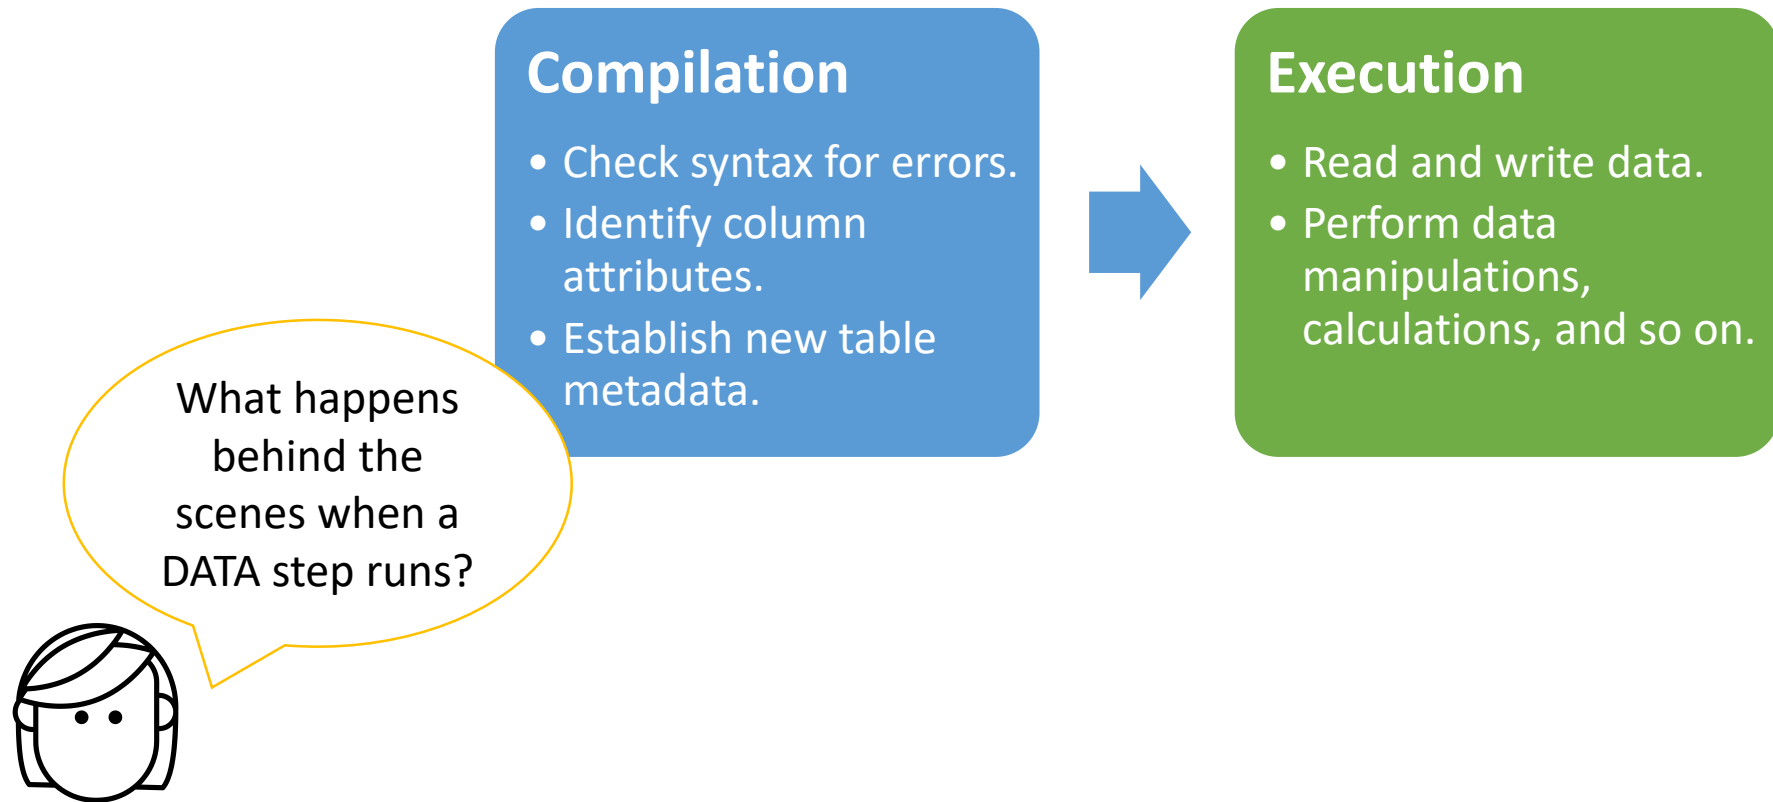 Compilation
• Check syntax for errors.
• Identify column
attributes.
• Establish new table
metadata.
Execution
• Read and write data.
• Perform data
manipulations,
calculations, and so on.
What happens
behind the
scenes when a
DATA step runs?